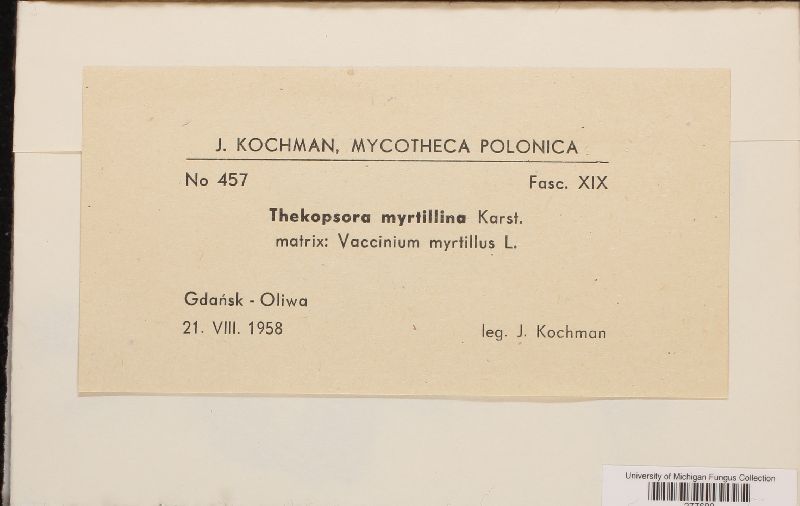 J. KOCHMAN, MYCOTHECA POLONICA
No 457 Fasc. XIX
Thekopsora myrtillina Karst.
matrix: Vaccinium myrtillus L.
Gdańsk - Oliwa
21. VIII. 1958 leg. J. Kochman
University of Michigan Fungus Collection